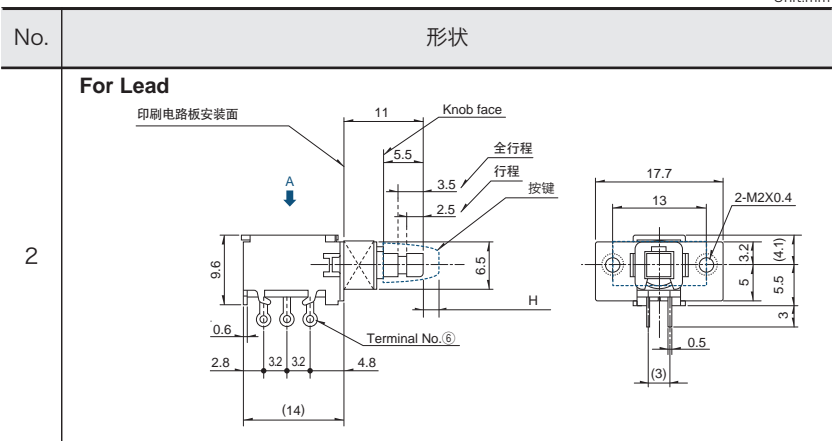 Unit:mm
No.
形状
2
For Lead
印刷电路板安装面
11
Knob face
5.5
全行程
3.5
行程
2.5
按键
A
9.6
6.5
H
0.6
Terminal No.⑥
2.8
3.2
3.2
4.8
(14)
17.7
13
2-M2X0.4
3.2
(4.1)
5
5.5
3
0.5
(3)